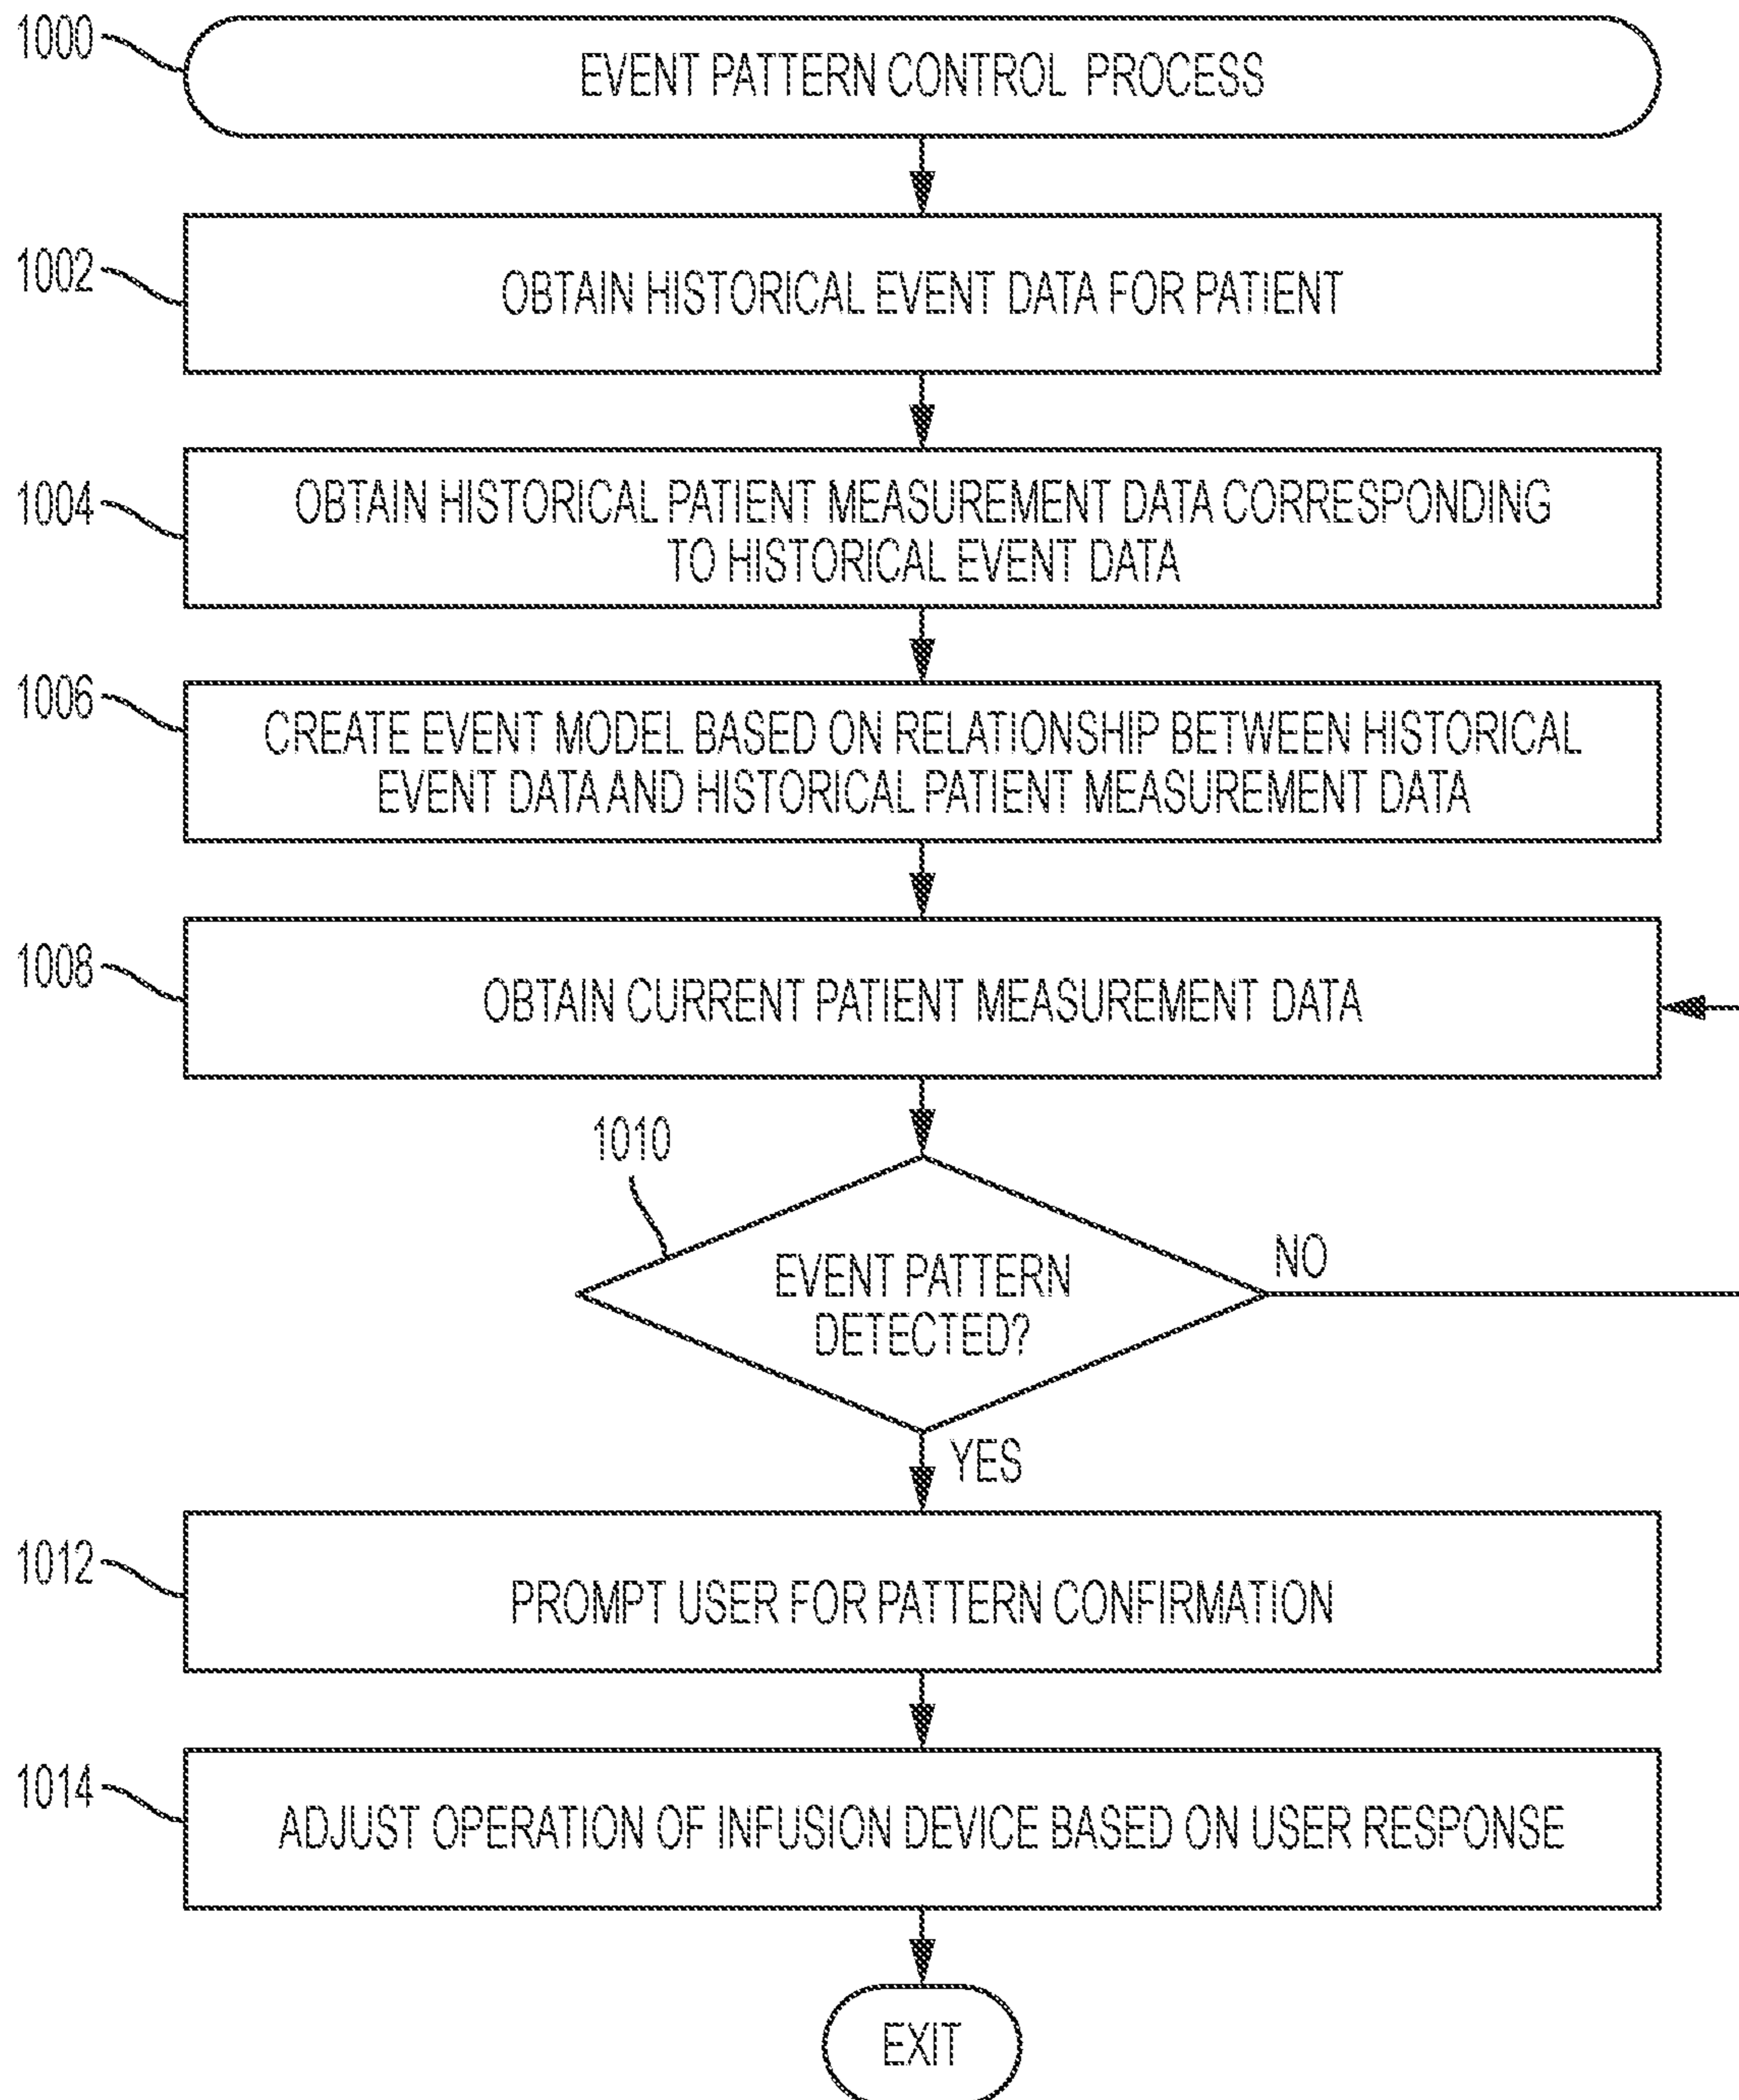 1000
EVENT PATTERN CONTROL PROCESS
1002
OBTAIN HISTORICAL EVENT DATA FOR PATIENT
1004
OBTAIN HISTORICAL PATIENT MEASUREMENT DATA CORRESPONDING
TO HISTORICAL EVENT DATA
1006
CREATE EVENT MODEL BASED ON RELATIONSHIP BETWEEN HISTORICAL
EVENT DATA AND HISTORICAL PATIENT MEASUREMENT DATA
1008
OBTAIN CURRENT PATIENT MEASUREMENT DATA
1010
EVENT PATTERN
DETECTED?
NO
YES
1012
PROMPT USER FOR PATTERN CONFIRMATION
1014
ADJUST OPERATION OF INFUSION DEVICE BASED ON USER RESPONSE
EXIT